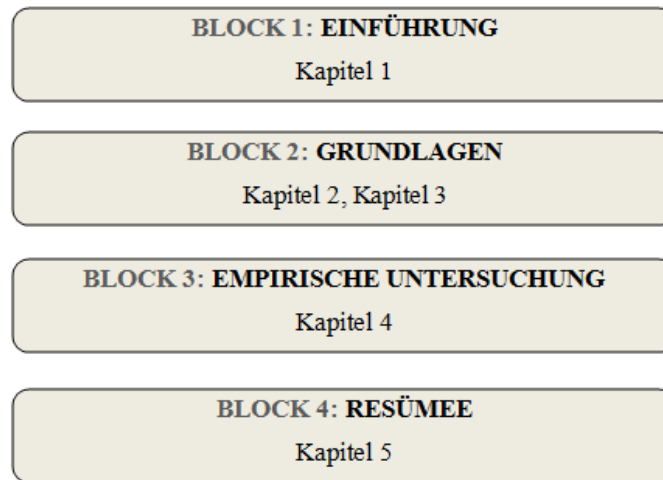 BLOCK 1: EINFÜHRUNG
Kapitel 1
BLOCK 2: GRUNDLAGEN
Kapitel 2, Kapitel 3
BLOCK 3: EMPIRISCHE UNTERSUCHUNG
Kapitel 4
BLOCK 4: RESÜMEE
Kapitel 5